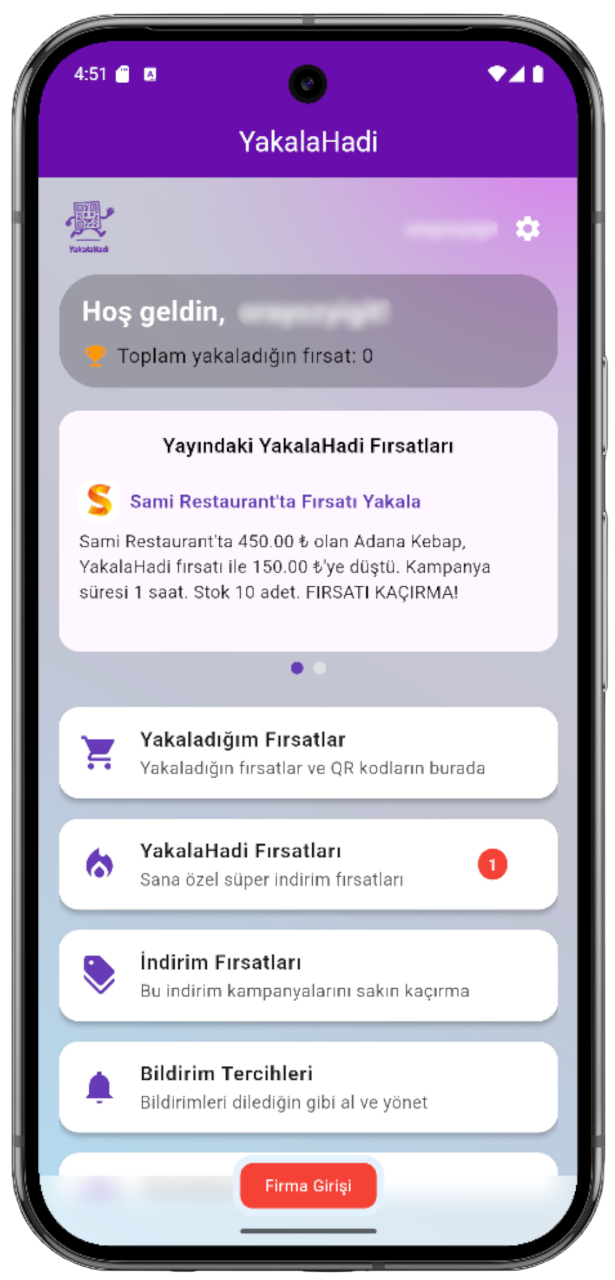 4:51
YakalaHadi
YakalaHadi
Hoş geldin,
Toplam yakaladığın fırsat: 0
Yayındaki YakalaHadi Fırsatları
Sami Restaurant'ta Fırsatı Yakala
Sami Restaurant'ta 450.00 ₺ olan Adana Kebap,
YakalaHadi fırsatı ile 150.00 ₺'ye düştü. Kampanya
süresi 1 saat. Stok 10 adet. FIRSATI KAÇIRMA!
Yakaladığım Fırsatlar
Yakaladığın fırsatlar ve QR kodların burada
YakalaHadi Fırsatları
Sana özel süper indirim fırsatları
1
İndirim Fırsatları
Bu indirim kampanyalarını sakın kaçırma
Bildirim Tercihleri
Bildirimleri dilediğin gibi al ve yönet
Firma Girişi